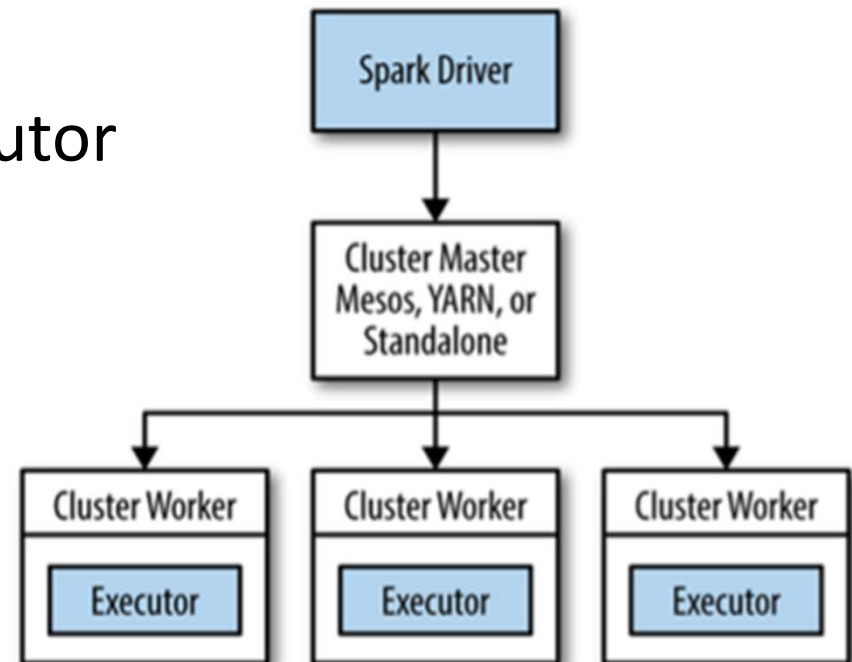 Spark Driver
utor
Cluster Master
Mesos, YARN, or
Standalone
Cluster Worker
Cluster Worker
Cluster Worker
Executor
Executor
Executor